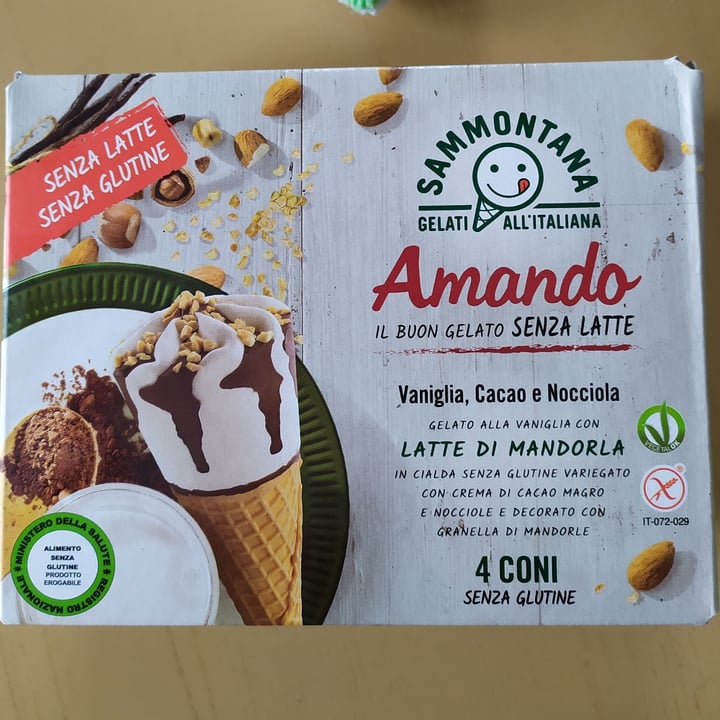 SENZA LATTE
SENZA GLUTINE
SAMMONTANA
GELATI ALL'ITALIANA
Amando
IL BUON GELATO SENZA LATTE
Vaniglia, Cacao e Nocciola
GELATO ALLA VANIGLIA CON
LATTE DI MANDORLA
IN CIALDA SENZA GLUTINE VARIEGATO
CON CREMA DI CACAO MAGRO
E NOCCIOLE E DECORATO CON
GRANELLA DI MANDORLE
4 CONI
SENZA GLUTINE
VEGETALOK
®
IT-072-029
MINISTERO DELLA SALUTE
REGISTRO NAZIONALE
ALIMENTO
SENZA
GLUTINE
PRODOTTO
EROGABILE